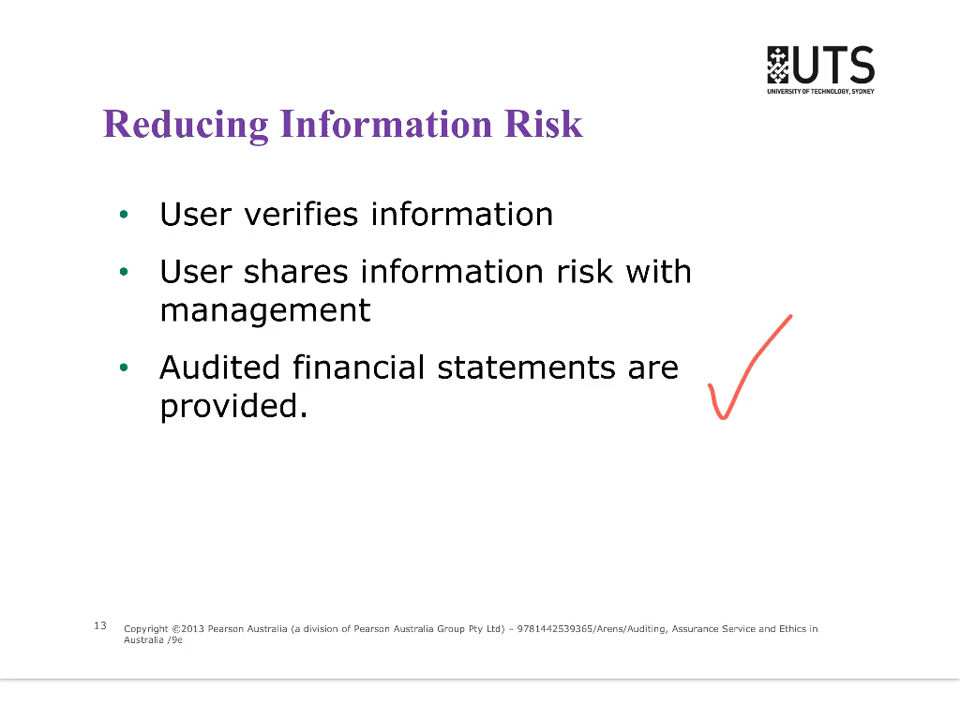 UTS
UNIVERSITY OF TECHNOLOGY, SYDNEY
Reducing Information Risk
• User verifies information
• User shares information risk with
management
• Audited financial statements are
provided.
13
Copyright ©2013 Pearson Australia (a division of Pearson Australia Group Pty Ltd) – 9781442539365/Arens/Auditing, Assurance Service and Ethics in
Australia /9e